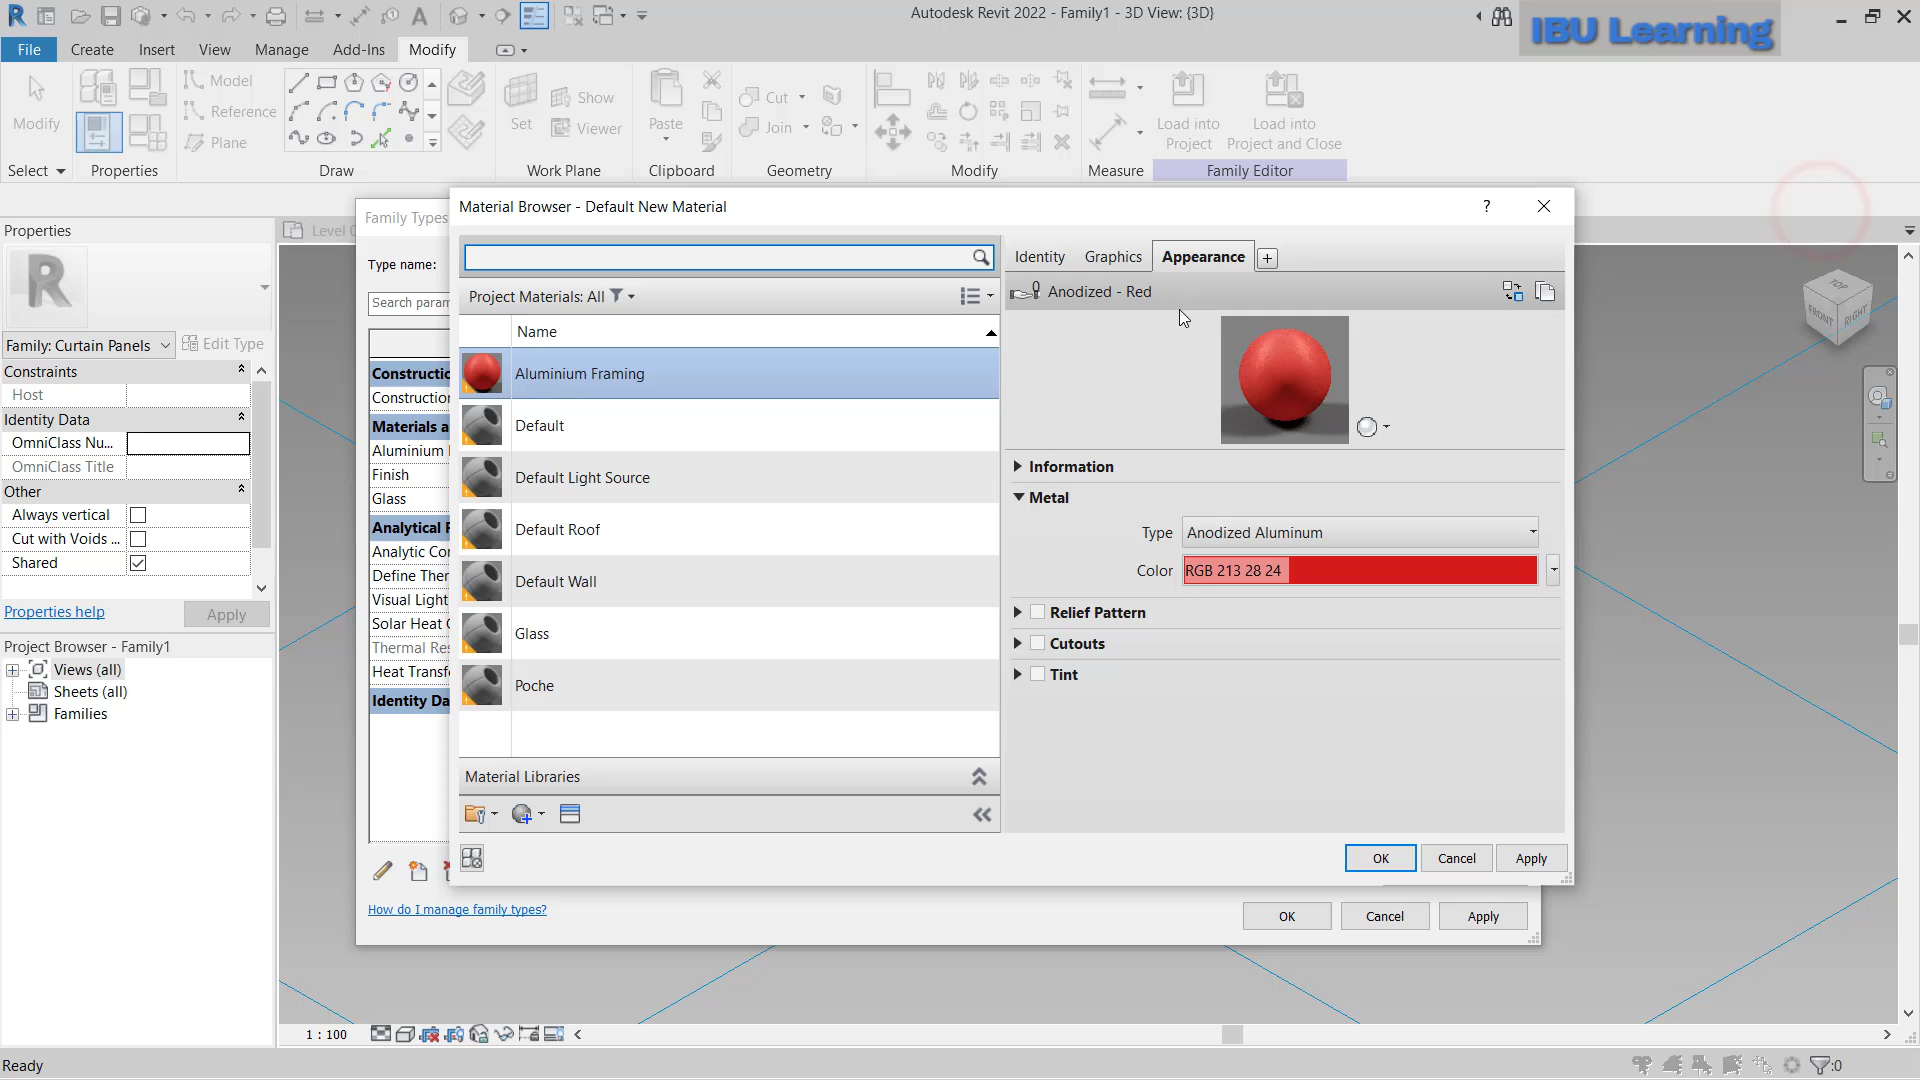 Autodesk Revit 2022 - Family1 - 3D View: {3D}
IBU Learning
File Create Insert View Manage Add-Ins Modify
Modify
Model
Reference
Plane
Set
Show
Viewer
Paste
Cut
Join
Load into
Project
Load into
Project and Close
Select Properties Draw Work Plane Clipboard Geometry Modify Measure Family Editor
Properties
R
Family: Curtain Panels
Edit Type
Constraints
Host
Identity Data
OmniClass Nu...
OmniClass Title
Other
Always vertical
Cut with Voids ...
Shared
Properties help
Apply
Project Browser - Family1
Views (all)
Sheets (all)
Families
Level
Family Types
Type name:
Search param
Constructio
Construction
Materials a
Aluminium
Finish
Glass
Analytical
Analytic Co
Define Ther
Visual Light
Solar Heat
Thermal Res
Heat Transf
Identity Da
How do I manage family types?
OK Cancel Apply
Material Browser - Default New Material
?
Project Materials: All
Name
Aluminium Framing
Default
Default Light Source
Default Roof
Default Wall
Glass
Poche
Material Libraries
Identity Graphics Appearance +
Anodized - Red
Information
Metal
Type Anodized Aluminum
Color RGB 213 28 24
Relief Pattern
Cutouts
Tint
OK Cancel Apply
TOP
FRONT
RIGHT
1 : 100
Ready
:0